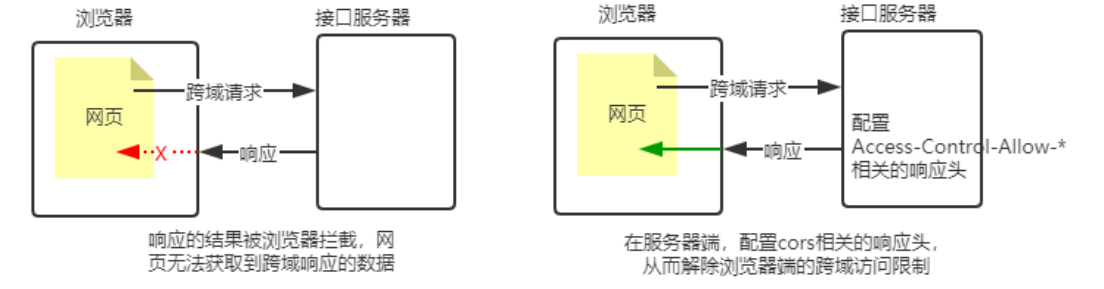 浏览器
接口服务器
网页
跨域请求
X
响应
响应的结果被浏览器拦截，网
页无法获取到跨域响应的数据
浏览器
接口服务器
网页
跨域请求
响应
配置
Access-Control-Allow-*
相关的响应头
在服务器端，配置cors相关的响应头，
从而解除浏览器端的跨域访问限制